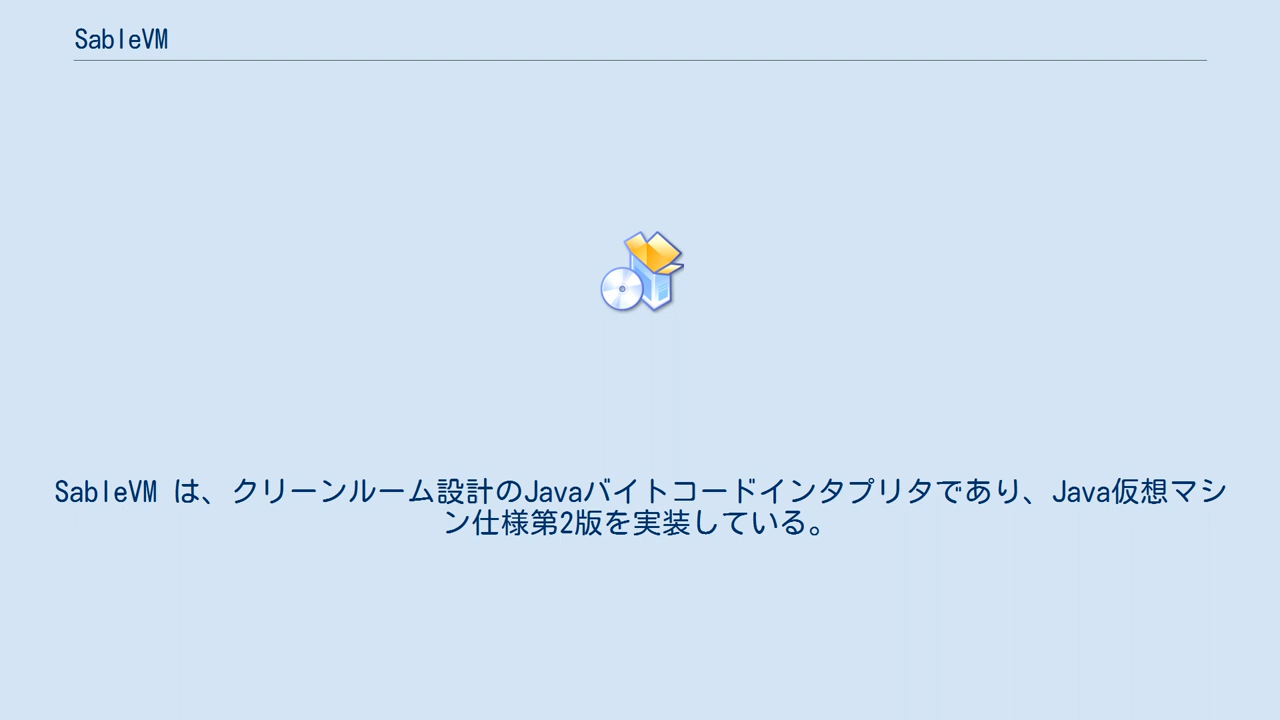 SableVM
SableVM は、クリーンルーム設計のJavaバイトコードインタプリタであり、Java仮想マシ
ン仕様第2版を実装している。